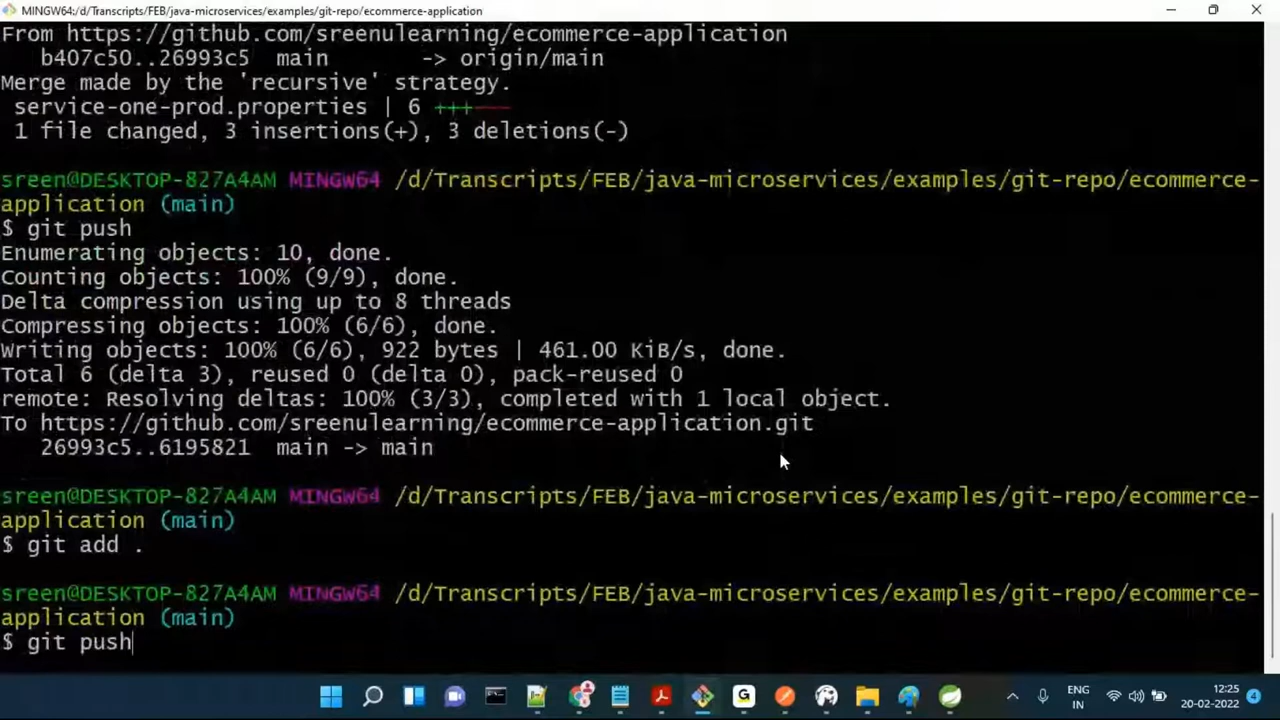 MINGW64:/d/Transcripts/FEB/java-microservices/examples/git-repo/ecommerce-application
From https://github.com/sreenulearning/ecommerce-application
b407c50..26993c5  main       -> origin/main
Merge made by the 'recursive' strategy.
service-one-prod.properties | 6 +++---
1 file changed, 3 insertions(+), 3 deletions(-)
sreen@DESKTOP-827A4AM MINGW64 /d/Transcripts/FEB/java-microservices/examples/git-repo/ecommerce-
application (main)
$ git push
Enumerating objects: 10, done.
Counting objects: 100% (9/9), done.
Delta compression using up to 8 threads
Compressing objects: 100% (6/6), done.
Writing objects: 100% (6/6), 922 bytes | 461.00 KiB/s, done.
Total 6 (delta 3), reused 0 (delta 0), pack-reused 0
remote: Resolving deltas: 100% (3/3), completed with 1 local object.
To https://github.com/sreenulearning/ecommerce-application.git
26993c5..6195821  main -> main
sreen@DESKTOP-827A4AM MINGW64 /d/Transcripts/FEB/java-microservices/examples/git-repo/ecommerce-
application (main)
$ git add .
sreen@DESKTOP-827A4AM MINGW64 /d/Transcripts/FEB/java-microservices/examples/git-repo/ecommerce-
application (main)
$ git push
G
ENG
IN
12:25
20-02-2022
4